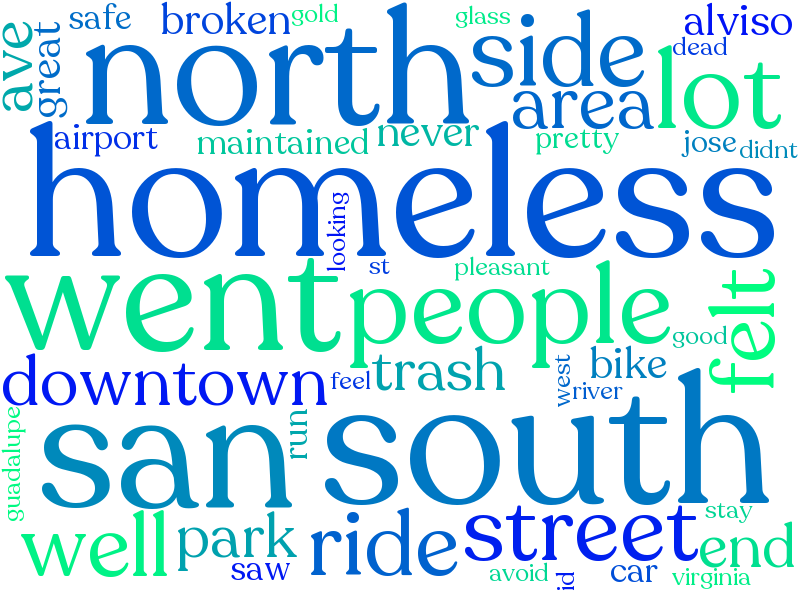 ave
great
safe
broken
gold
glass
alviso
north
side
dead
area
lot
airport
maintained
never
pretty
jose
didnt
homeless
looking
st
pleasant
went
people
felt
good
downtown
feel
trash
west
bike
river
guadalupe
san
run
south
well
park
saw
ride
street
stay
end
avoid
id
car
virginia